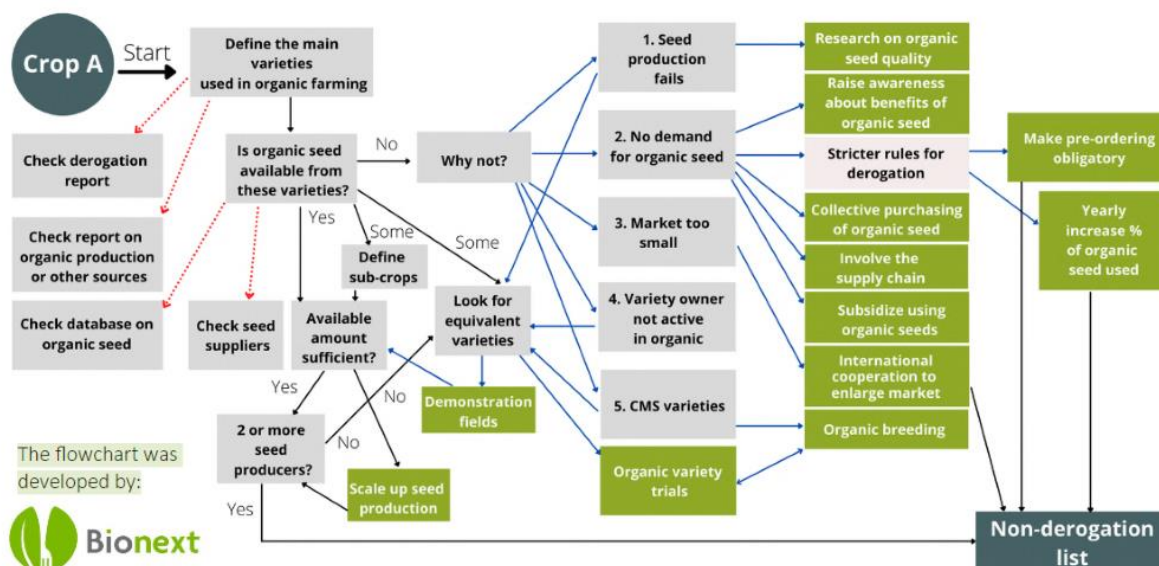 Crop A
Start
Define the main
varieties
used in organic farming
Check derogation
report
Check report on
organic production
or other sources
Check database on
organic seed
Check seed
suppliers
Is organic seed
available from
these varieties?
No
Yes
Some
Some
Define
sub-crops
Available
amount
sufficient?
Yes
No
2 or more
seed
producers?
No
Yes
Scale up seed
production
Why not?
Look for
equivalent
varieties
Demonstration
fields
1. Seed
production
fails
2. No demand
for organic seed
3. Market too
small
4. Variety owner
not active
in organic
5. CMS varieties
Organic variety
trials
Research on organic
seed quality
Raise awareness
about benefits of
organic seed
Stricter rules for
derogation
Collective purchasing
of organic seed
Involve the
supply chain
Subsidize using
organic seeds
International
cooperation to
enlarge market
Organic breeding
Make pre-ordering
obligatory
Yearly
increase %
of organic
seed used
Non-derogation
list
The flowchart was
developed by:
Bionext